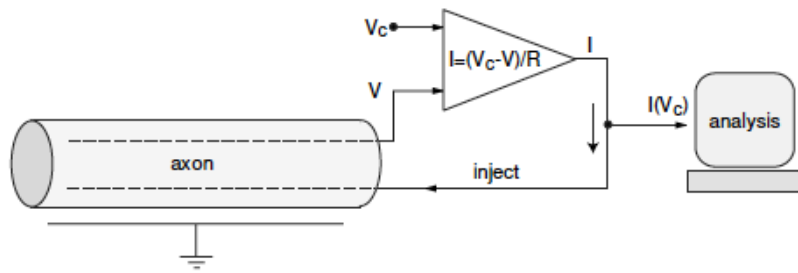 V_C
I=(V_C-V)/R
I
V
I(V_C)
analysis
axon
inject